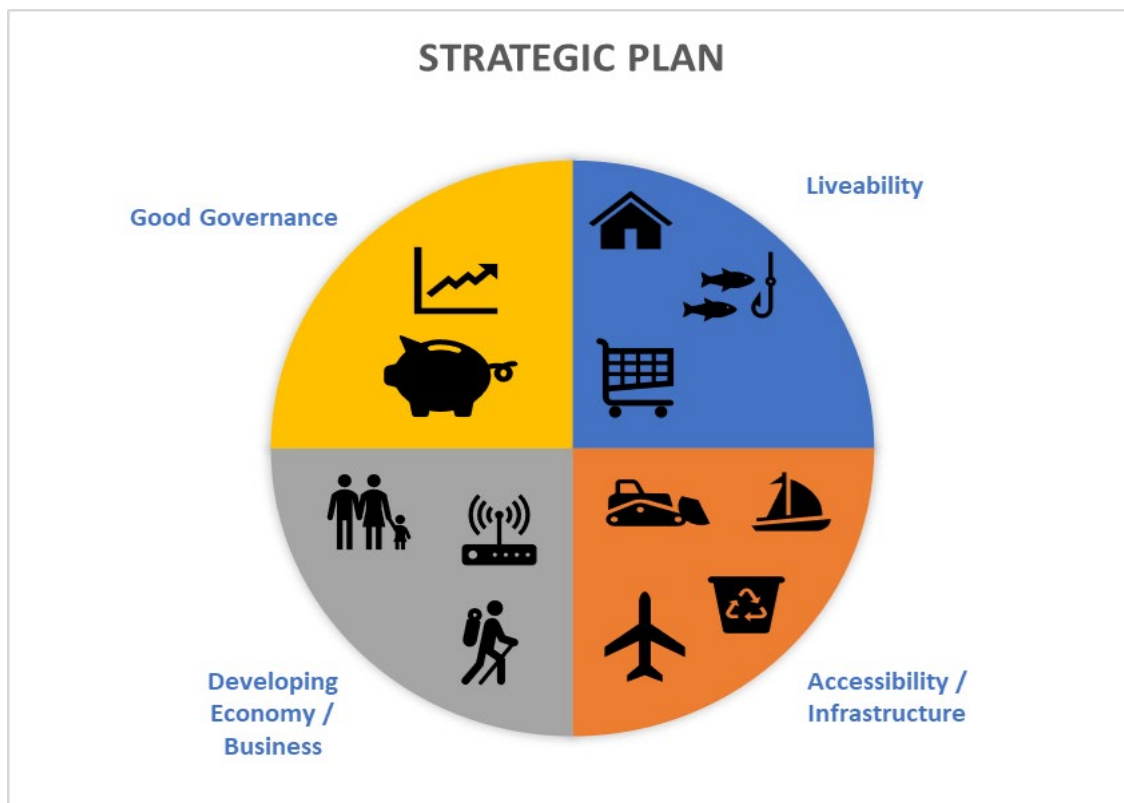 STRATEGIC PLAN
Good Governance
Liveability
Developing
Economy /
Business
Accessibility /
Infrastructure